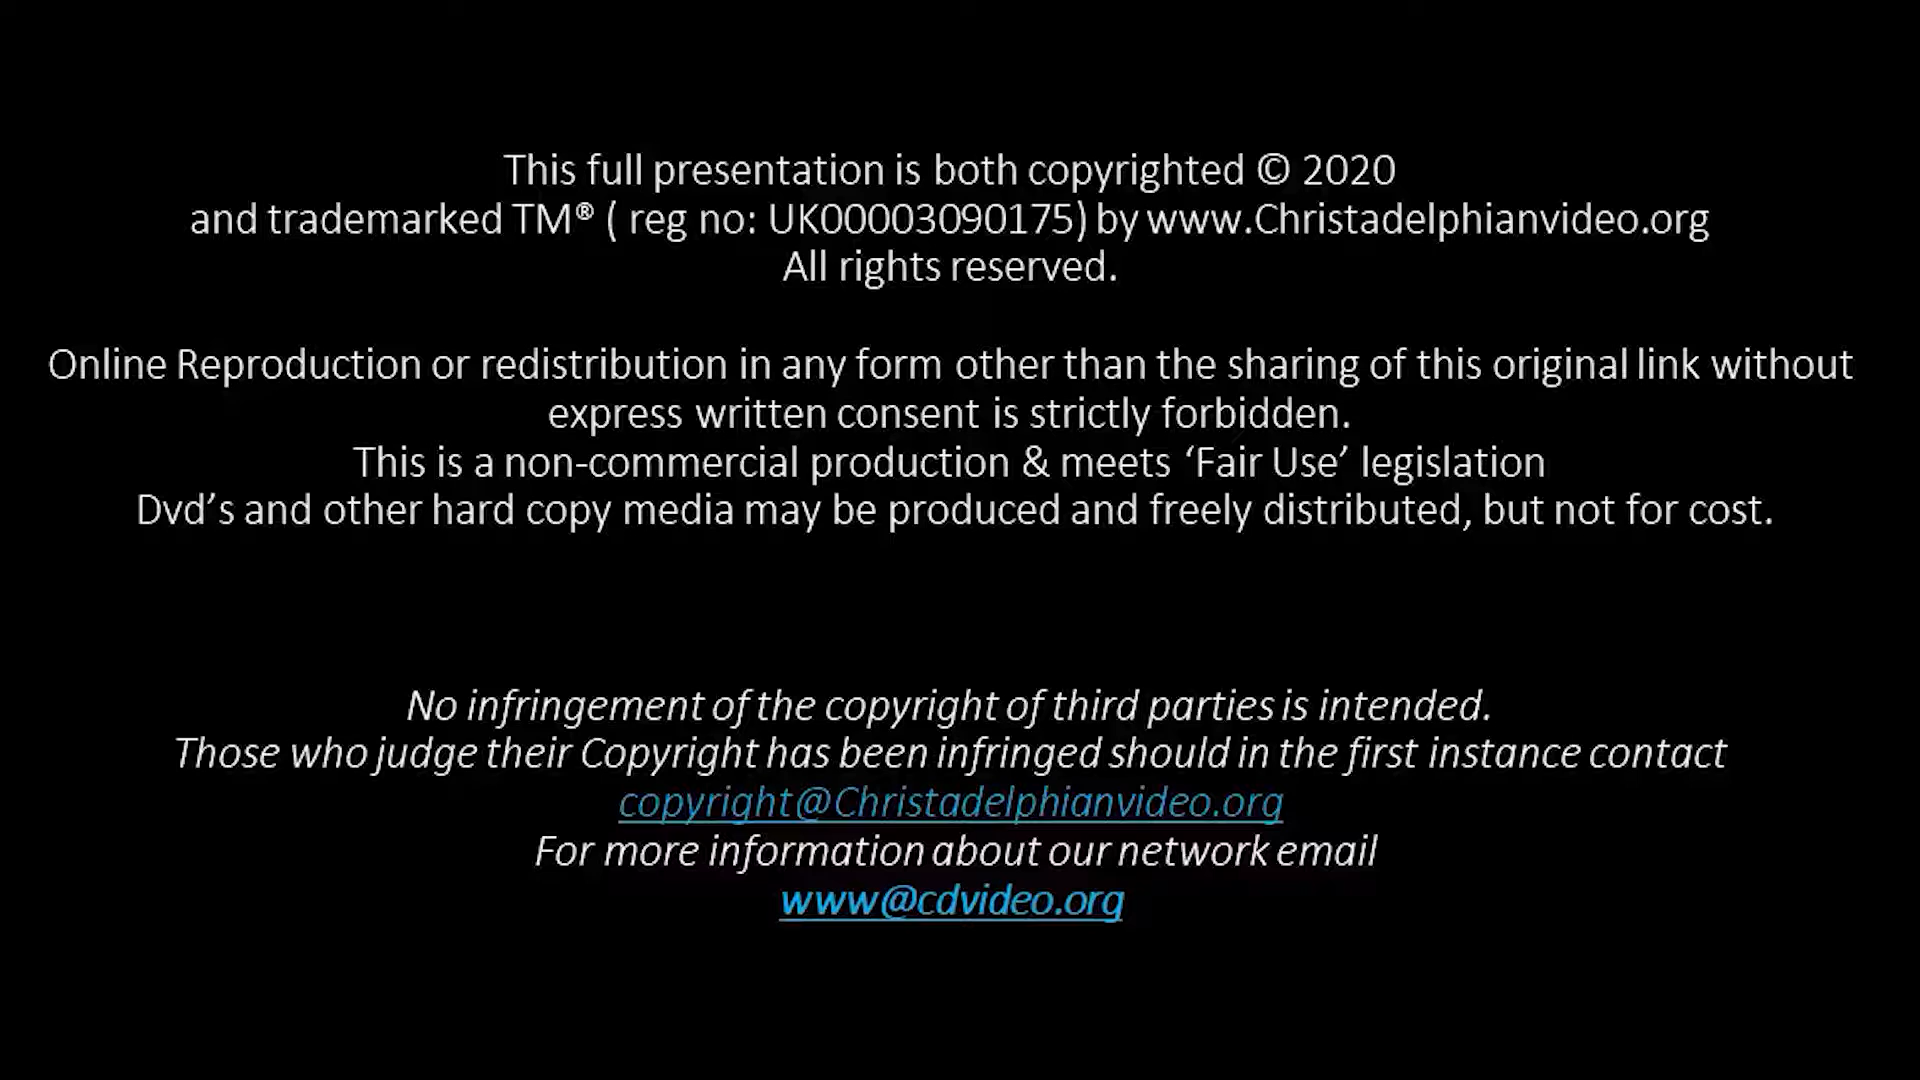 This full presentation is both copyrighted © 2020
and trademarked TM® ( reg no: UK00003090175) by www.Christadelphianvideo.org
All rights reserved.
Online Reproduction or redistribution in any form other than the sharing of this original link without
express written consent is strictly forbidden.
This is a non-commercial production & meets ‘Fair Use’ legislation
Dvd’s and other hard copy media may be produced and freely distributed, but not for cost.
No infringement of the copyright of third parties is intended.
Those who judge their Copyright has been infringed should in the first instance contact
copyright@Christadelphianvideo.org
For more information about our network email
www@cdvideo.org